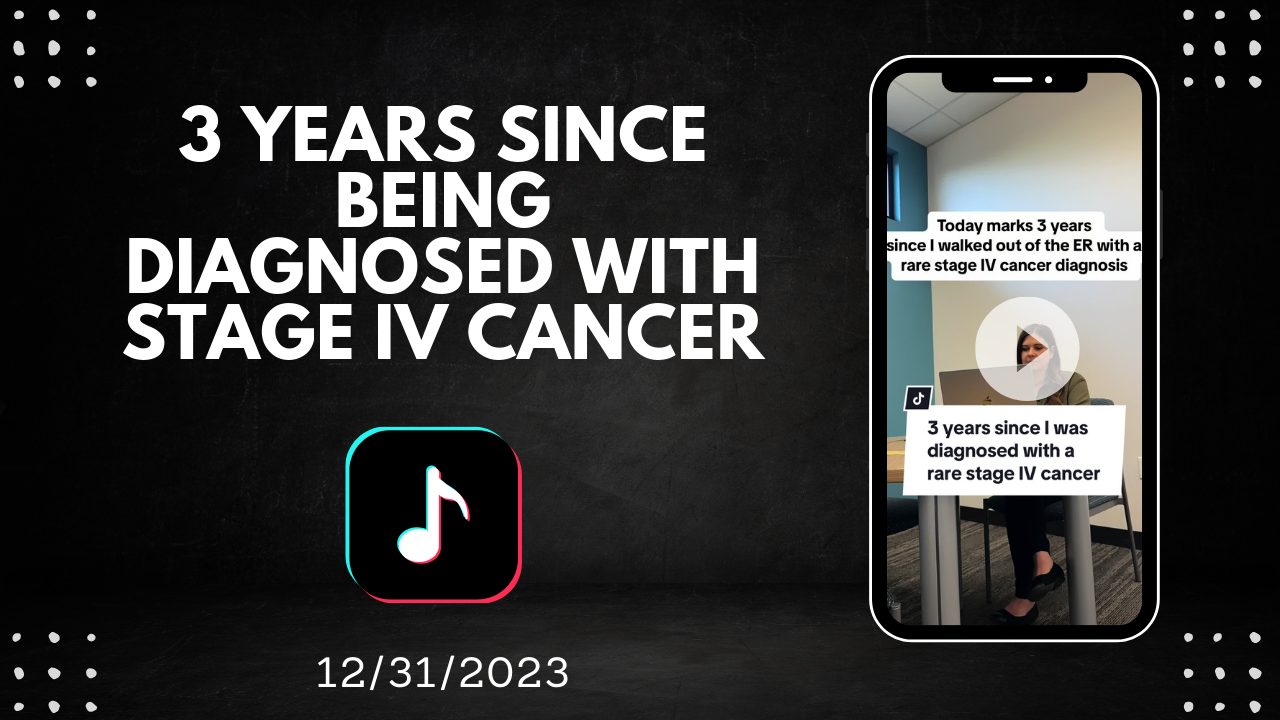 3 YEARS SINCE
BEING
DIAGNOSED WITH
STAGE IV CANCER
12/31/2023
Today marks 3 years
since I walked out of the ER with a
rare stage IV cancer diagnosis
3 years since I was
diagnosed with a
rare stage IV cancer